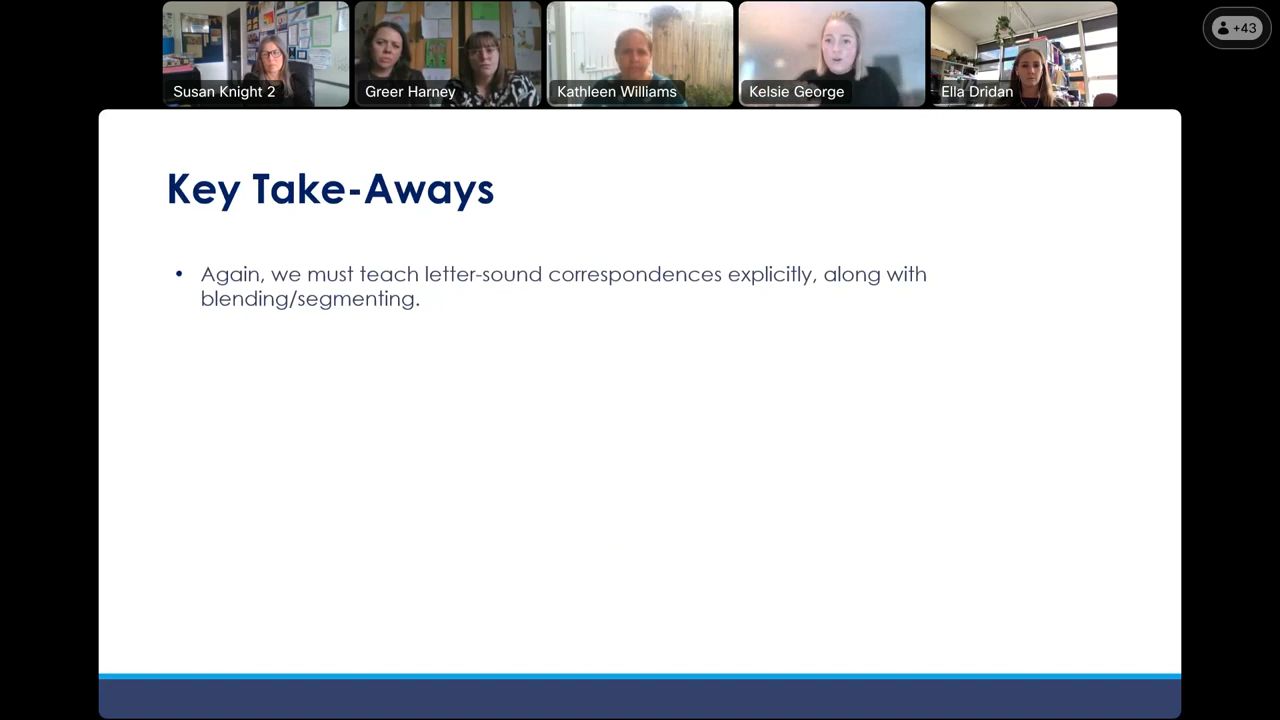 Susan Knight 2
Greer Harney
Kathleen Williams
Kelsie George
Ella Dridan
+43
Key Take-Aways
• Again, we must teach letter-sound correspondences explicitly, along with
blending/segmenting.